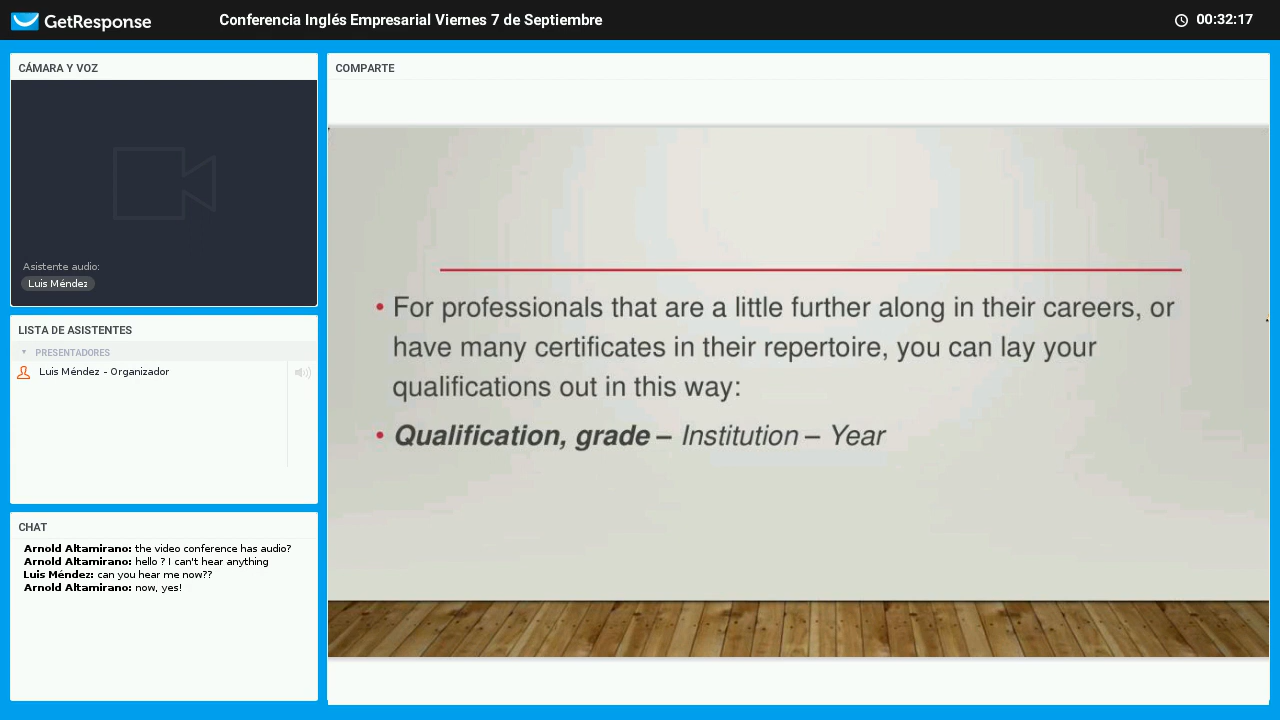 GetResponse
Conferencia Inglés Empresarial Viernes 7 de Septiembre
00:32:17
CÁMARA Y VOZ
Asistente audio:
Luis Méndez
LISTA DE ASISTENTES
PRESENTADORES
Luis Méndez - Organizador
CHAT
Arnold Altamirano: the video conference has audio?
Arnold Altamirano: hello ? I can't hear anything
Luis Méndez: can you hear me now??
Arnold Altamirano: now, yes!
COMPARTE
• For professionals that are a little further along in their careers, or
have many certificates in their repertoire, you can lay your
qualifications out in this way:
• Qualification, grade – Institution – Year